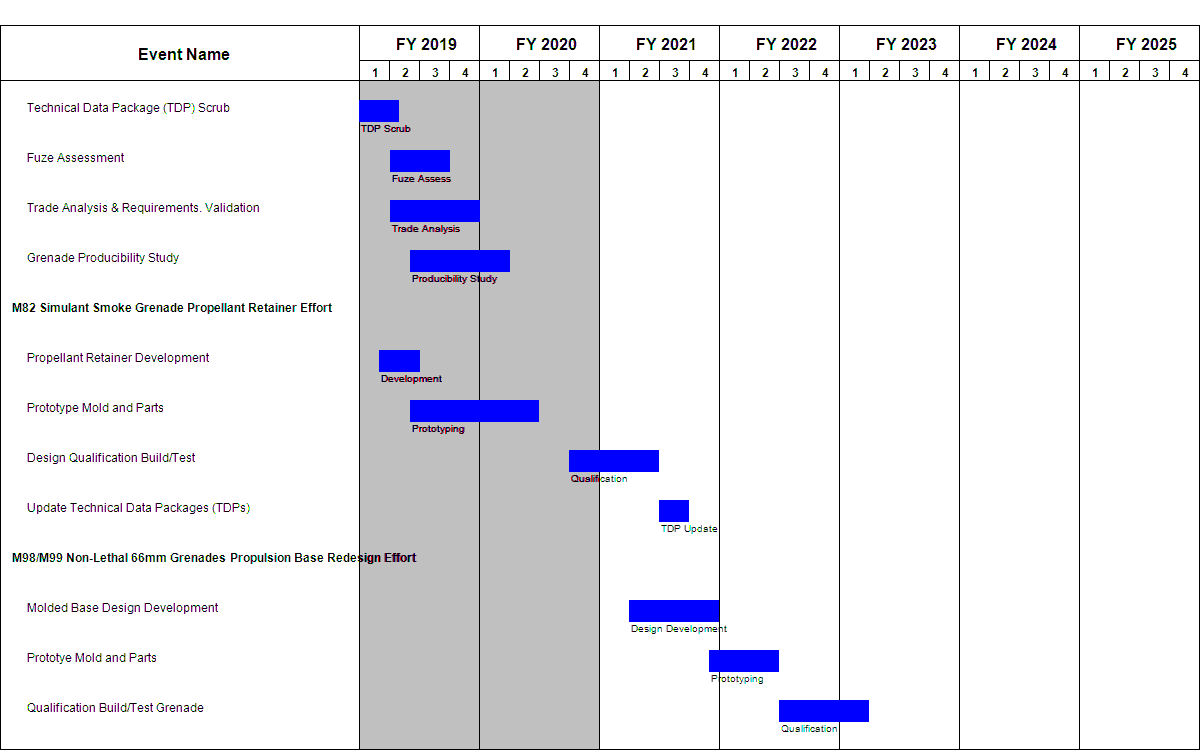 Event Name
FY 2019 FY 2020 FY 2021 FY 2022 FY 2023 FY 2024 FY 2025
1 2 3 4 1 2 3 4 1 2 3 4 1 2 3 4 1 2 3 4 1 2 3 4 1 2 3 4
Technical Data Package (TDP) Scrub
TDP Scrub
Fuze Assessment
Fuze Assess
Trade Analysis & Requirements. Validation
Trade Analysis
Grenade Producibility Study
Producibility Study
M82 Simulant Smoke Grenade Propellant Retainer Effort
Propellant Retainer Development
Development
Prototype Mold and Parts
Prototyping
Design Qualification Build/Test
Qualification
Update Technical Data Packages (TDPs)
TDP Update
M98/M99 Non-Lethal 66mm Grenades Propulsion Base Redesign Effort
Molded Base Design Development
Design Development
Prototye Mold and Parts
Prototyping
Qualification Build/Test Grenade
Qualification